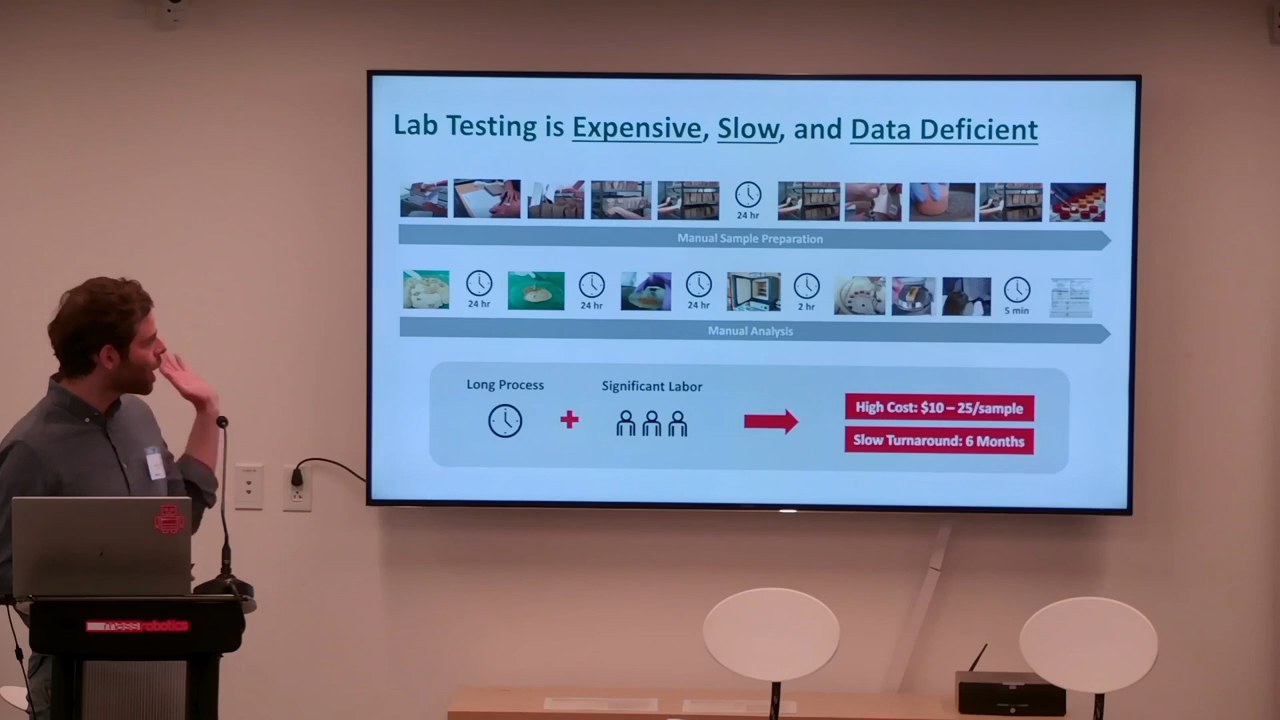 Lab Testing is Expensive, Slow, and Data Deficient
24 hr
Manual Sample Preparation
24 hr
24 hr
24 hr
2 hr
5 min
Manual Analysis
Long Process
Significant Labor
High Cost: $10 – 25/sample
Slow Turnaround: 6 Months
massrobotics